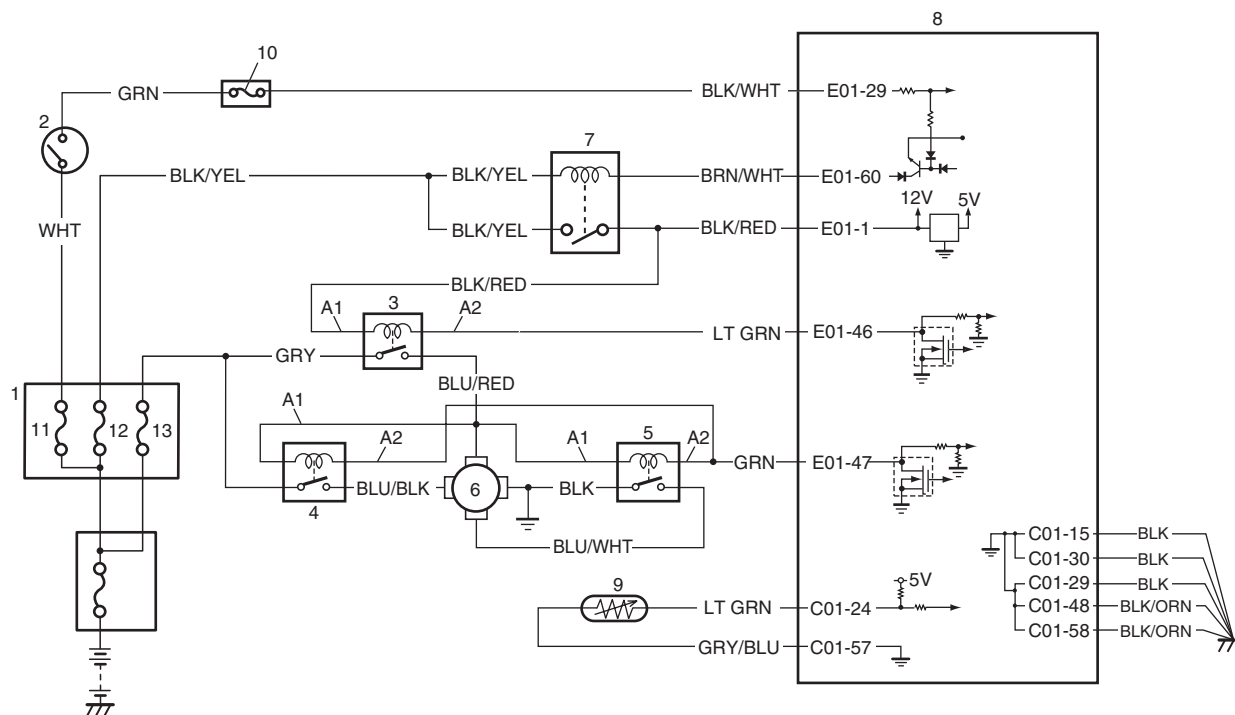 8
10
GRN
BLK/WHT
E01-29
2
7
BLK/YEL
BLK/YEL
BRN/WHT
E01-60
12V
5V
WHT
BLK/YEL
BLK/RED
E01-1
BLK/RED
A1
3
A2
LT GRN
E01-46
GRY
BLU/RED
1
A1
A2
A1
5
A2
11
12
13
GRN
E01-47
BLU/BLK
6
BLK
4
BLU/WHT
C01-15
BLK
C01-30
BLK
C01-29
BLK
9
5V
LT GRN
C01-24
C01-48
BLK/ORN
C01-58
BLK/ORN
GRY/BLU
C01-57